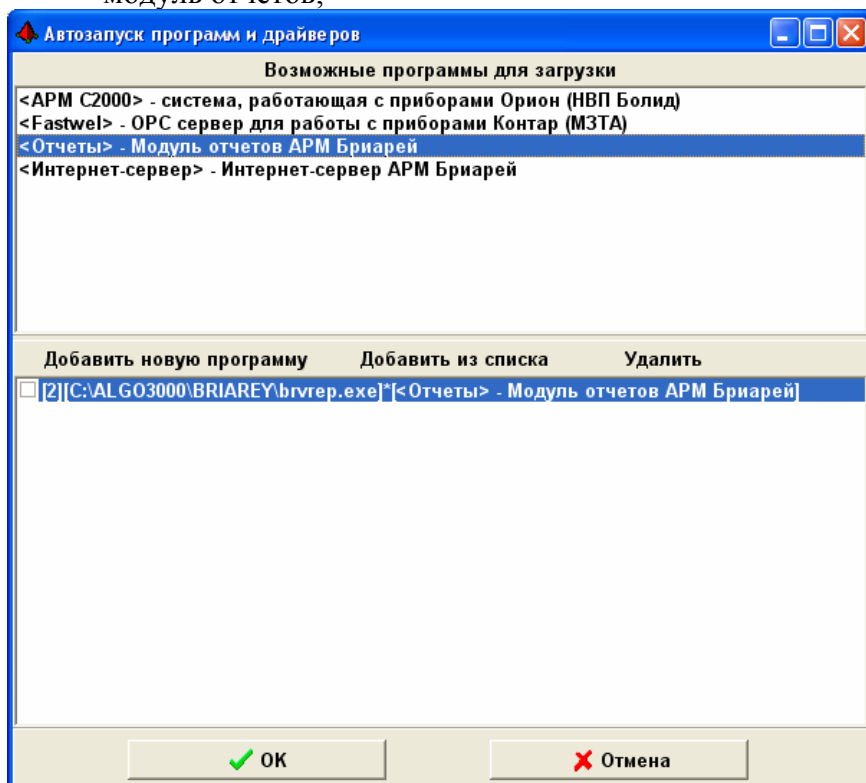 модуль отчетов;
Автозапуск программ и драйверов
Возможные программы для загрузки
<АРМ С2000> - система, работающая с приборами Орион (НВП Болид)
<Fastwel> - OPC сервер для работы с приборами Контар (МЗТА)
<Отчеты> - Модуль отчетов АРМ Бриарей
<Интернет-сервер> - Интернет-сервер АРМ Бриарей
Добавить новую программу Добавить из списка Удалить
[2][C:\ALGO3000\BRIAREY\brvrep.exe]*[<Отчеты> - Модуль отчетов АРМ Бриарей]
OK Отмена